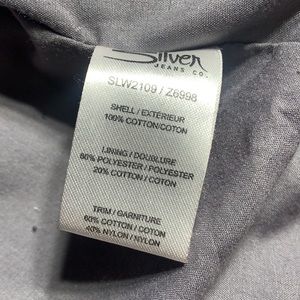 Silver
JEANS CO.
SLW2109 / Z6998
SHELL / EXTÉRIEUR
100% COTTON/COTON
LINING / DOUBLURE
80% POLYESTER / POLYESTER
20% COTTON / COTON
TRIM / GARNITURE
60% COTTON / COTON
40% NYLON / NYLON